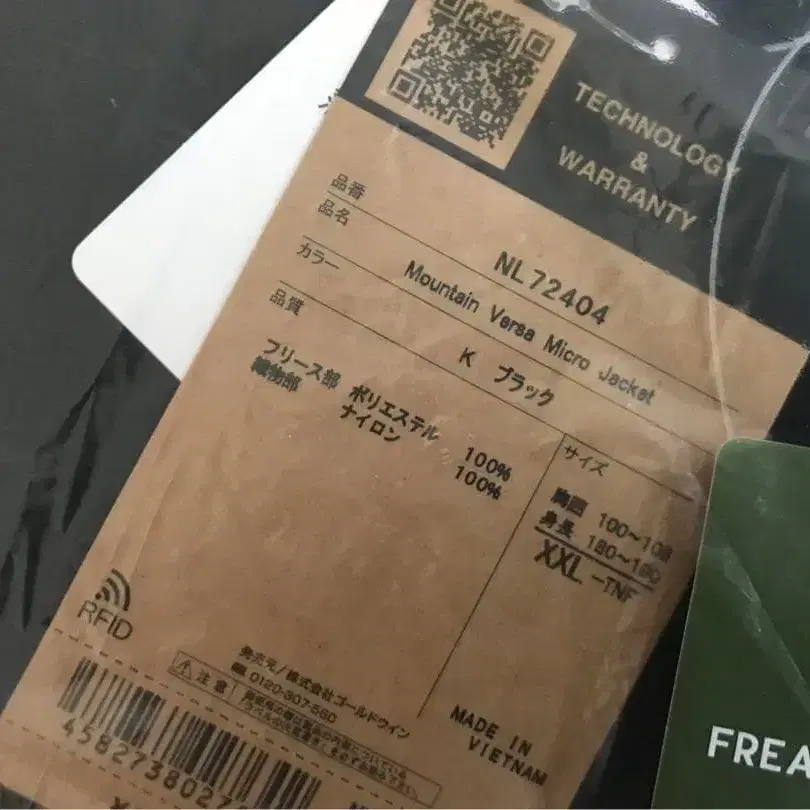 TECHNOLOGY
&
WARRANTY
品番
NL72404
品名
Mountain Versa Micro Jacket
カラー
K ブラック
品質
フリース部 ポリエステル 100%
織物部 ナイロン 100%
サイズ
胸囲 100~108
身長 180~190
XXL -TNF
RFID
発売元/株式会社ゴールドウイン
0120-307-560
注意
MADE IN
VIETNAM
4582738027
FREA